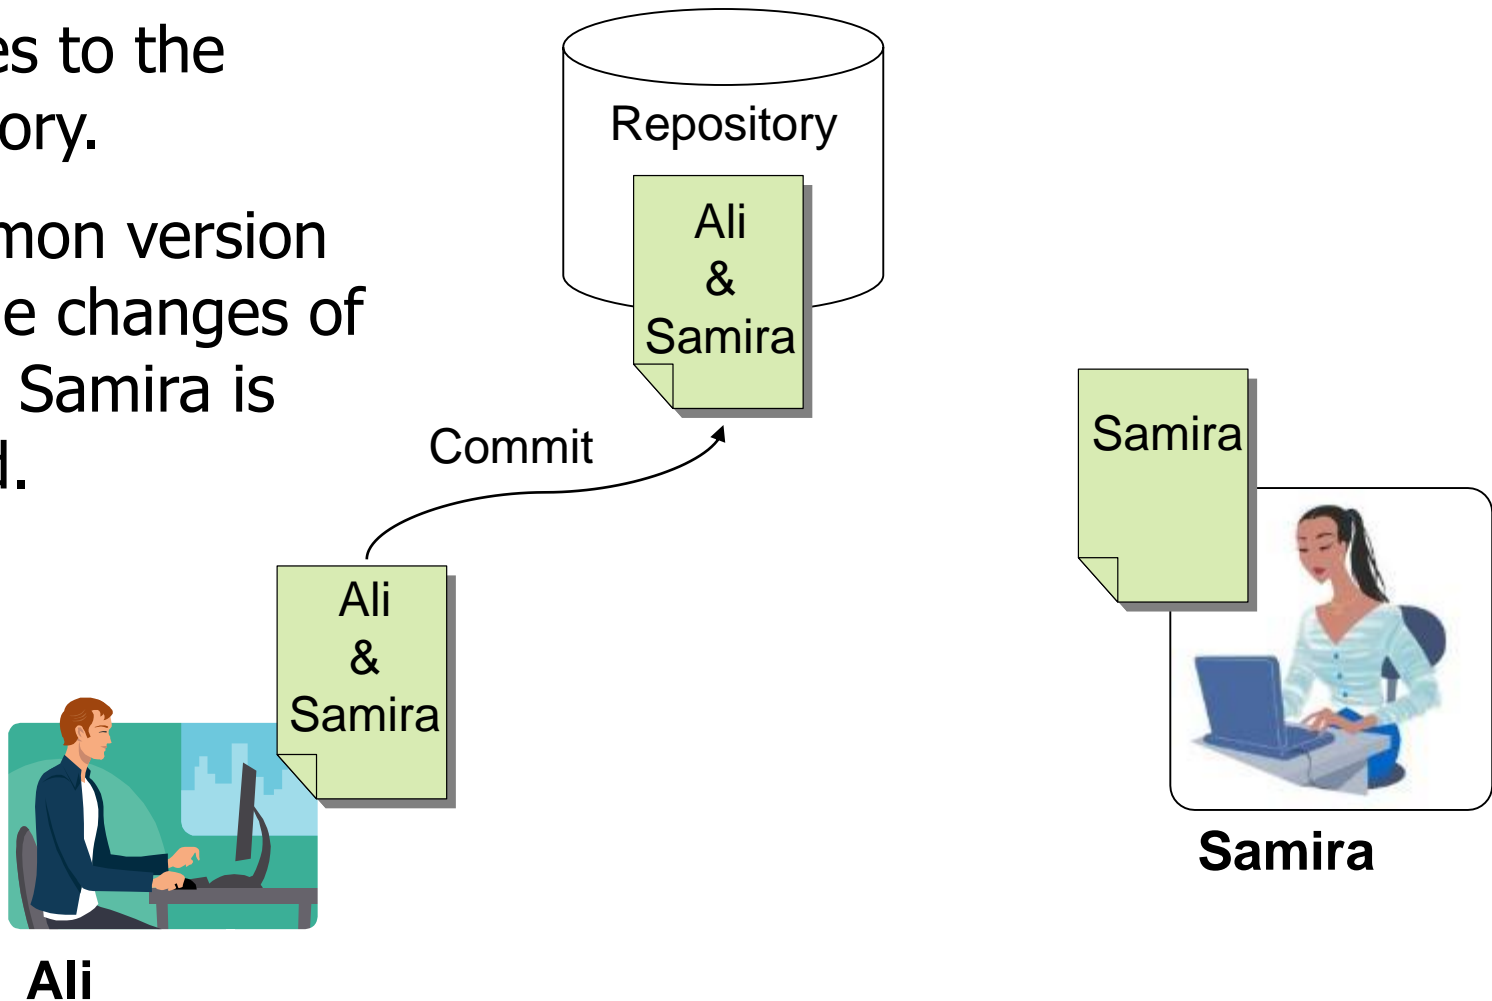 es to the
ory.
mon version
e changes of
Samira is
d.
Repository
Ali
&
Samira
Commit
Samira
Ali
&
Samira
Samira
Ali